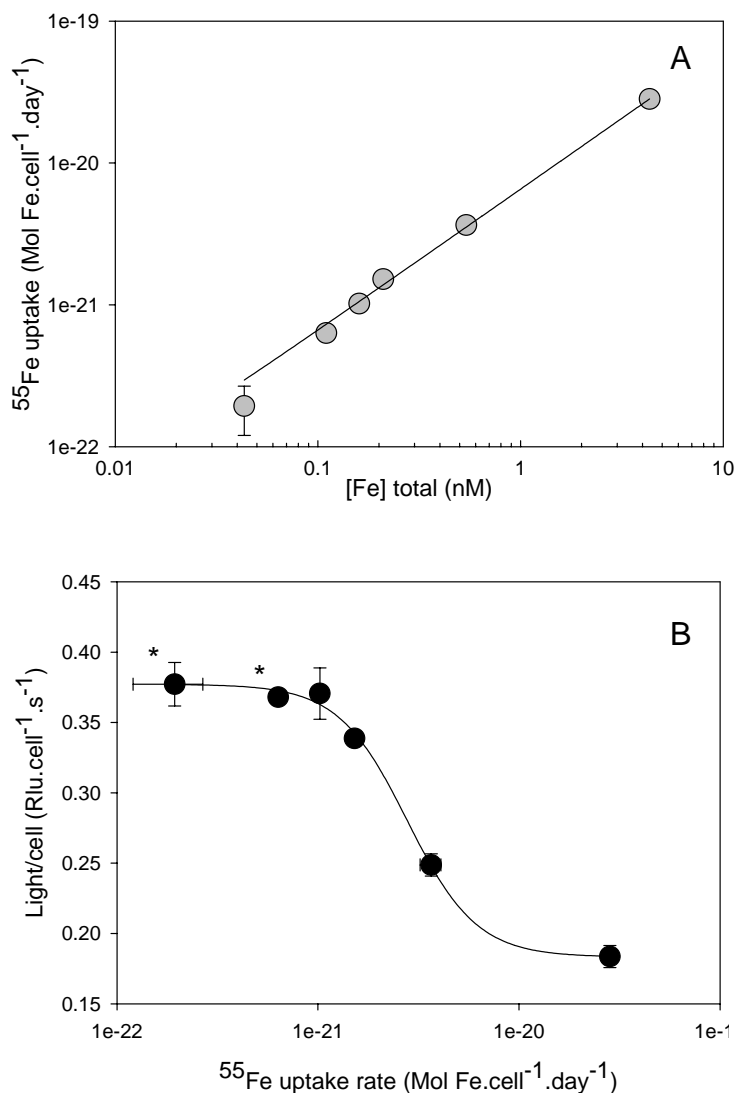 A
1e-19
1e-20
1e-21
1e-22
⁵⁵Fe uptake (Mol Fe.cell⁻¹.day⁻¹)
0.01 0.1 1 10
[Fe] total (nM)
B
0.45
0.40
0.35
0.30
0.25
0.20
0.15
Light/cell (Rlu.cell⁻¹.s⁻¹)
* *
1e-22 1e-21 1e-20 1e-1
⁵⁵Fe uptake rate (Mol Fe.cell⁻¹.day⁻¹)